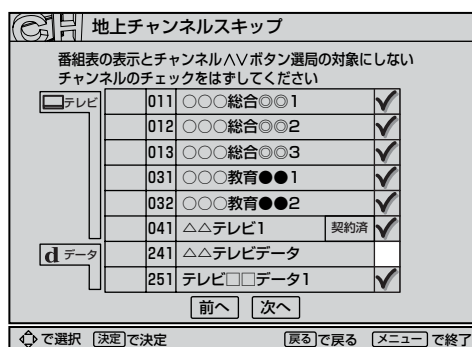 CH 地上チャンネルスキップ
番組表の表示とチャンネル∧∨ボタン選局の対象にしない
チャンネルのチェックをはずしてください
テレビ
011 ○○○総合◎◎1
012 ○○○総合◎◎2
013 ○○○総合◎◎3
031 ○○○教育●●1
032 ○○○教育●●2
041 △△テレビ1 契約済
d データ
241 △△テレビデータ
251 テレビ□□データ1
前へ 次へ
で選択 決定で決定 戻るで戻る メニューで終了